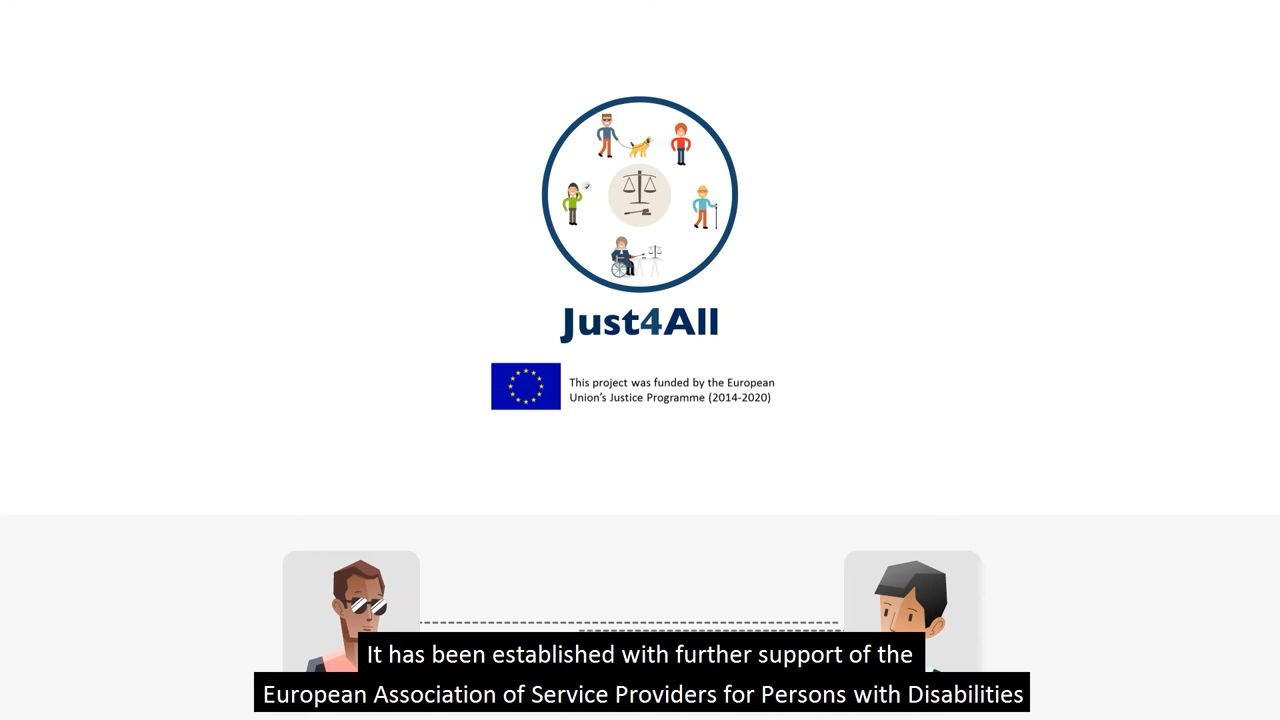 Just4All
This project was funded by the European
Union's Justice Programme (2014-2020)
It has been established with further support of the
European Association of Service Providers for Persons with Disabilities